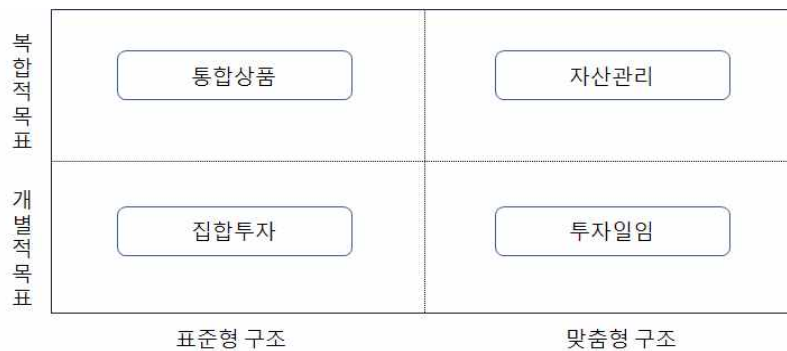 복합적목표
통합상품
자산관리
개별적목표
집합투자
투자일임
표준형 구조
맞춤형 구조